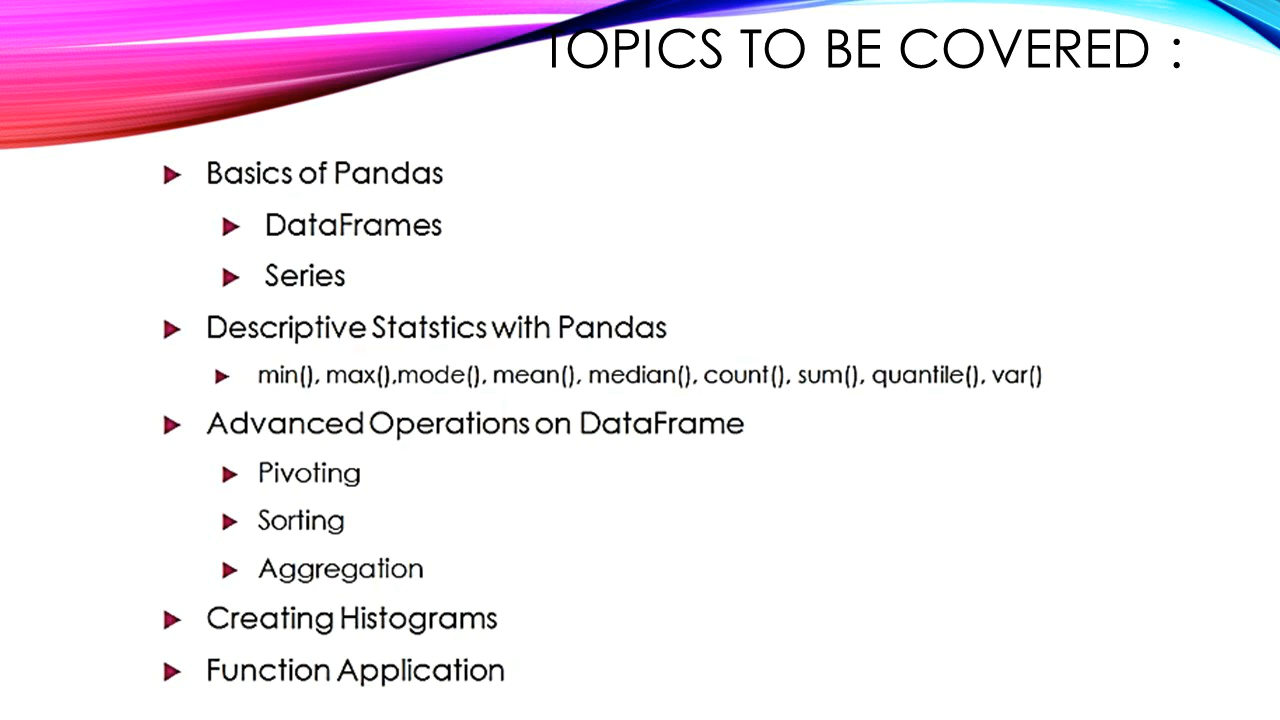 TOPICS TO BE COVERED :
Basics of Pandas
DataFrames
Series
Descriptive Statstics with Pandas
min(), max(),mode(), mean(), median(), count(), sum(), quantile(), var()
Advanced Operations on DataFrame
Pivoting
Sorting
Aggregation
Creating Histograms
Function Application